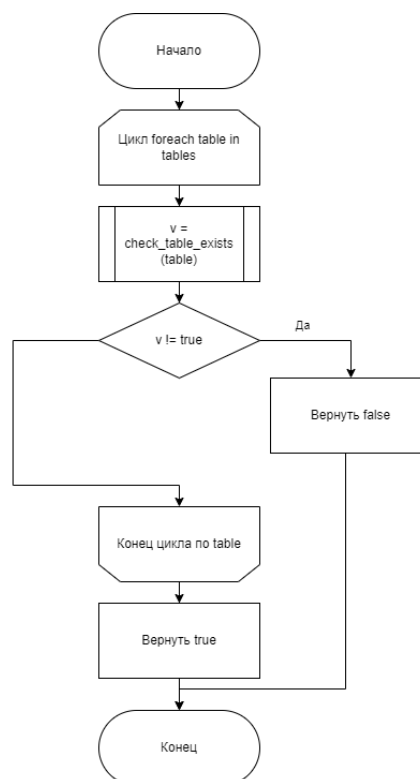 Начало
Цикл foreach table in
tables
v =
check_table_exists
(table)
v != true
Да
Вернуть false
Конец цикла по table
Вернуть true
Конец